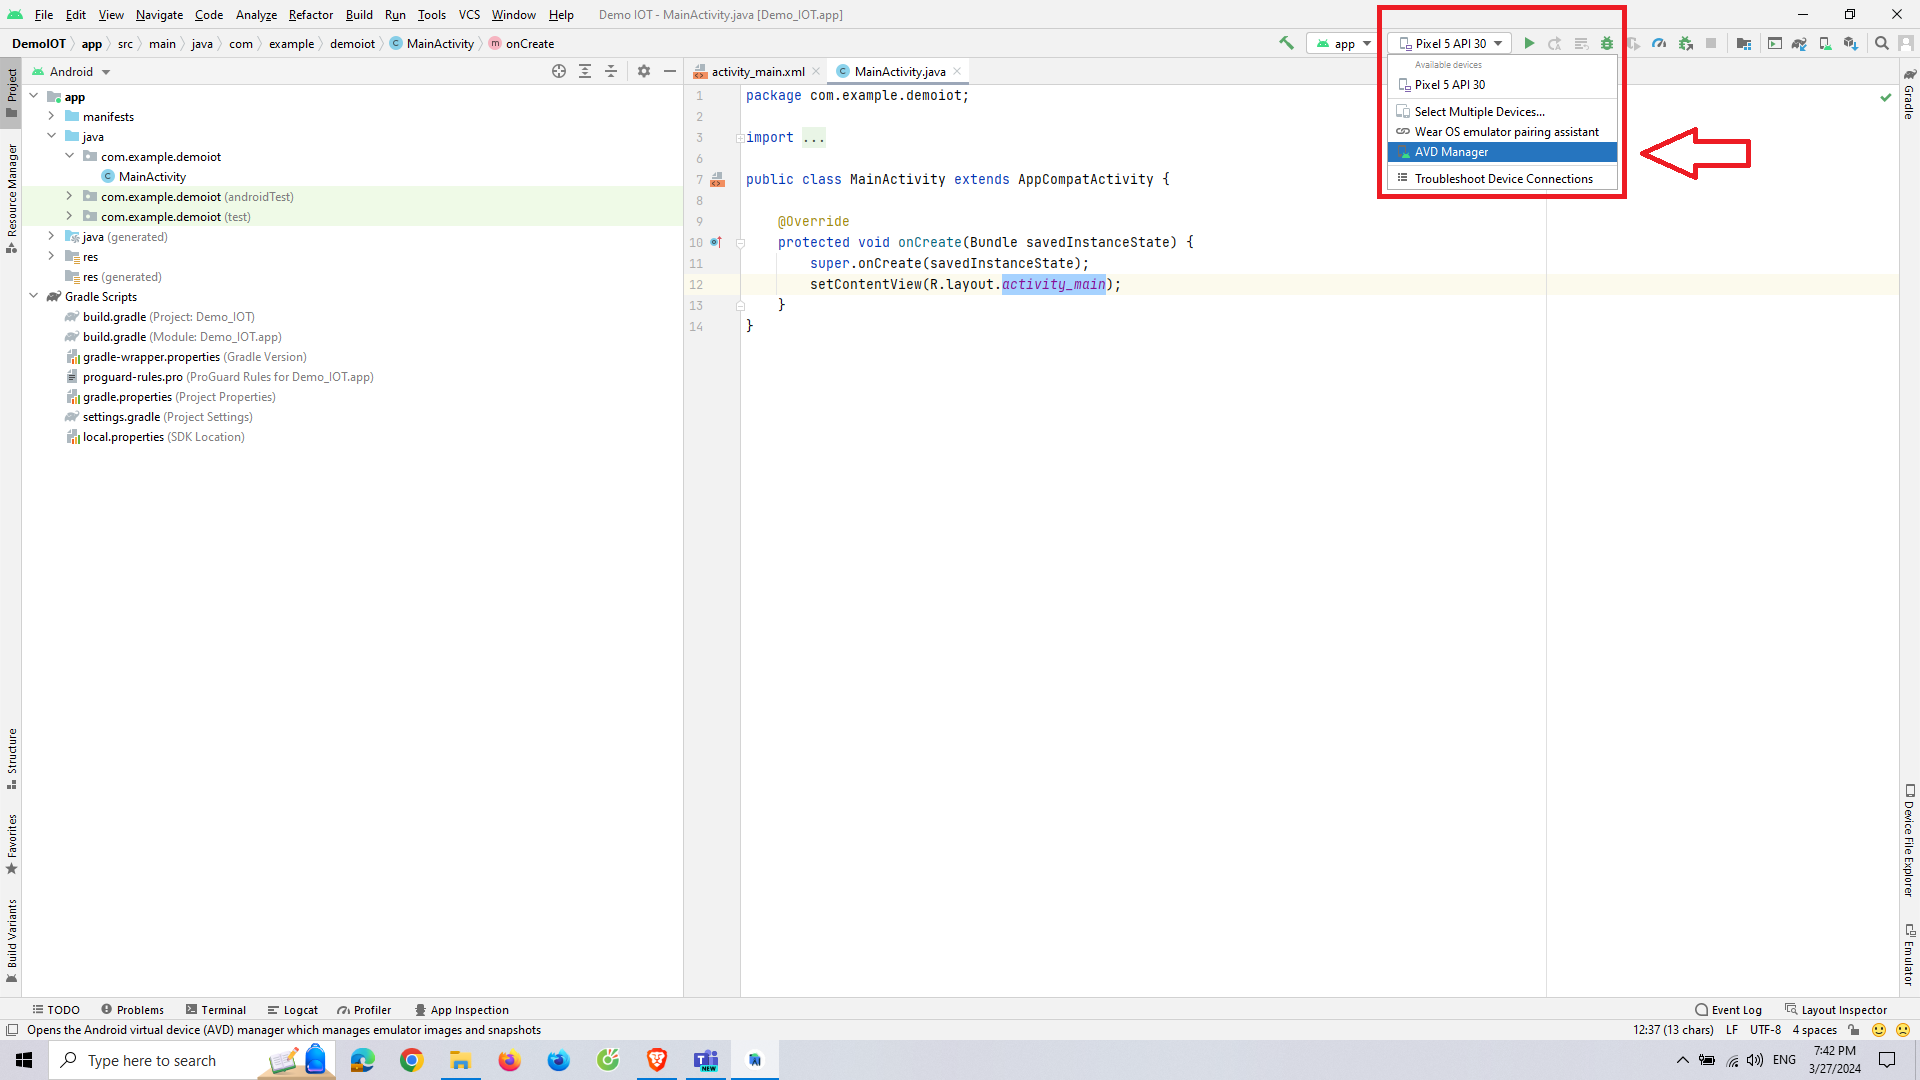 File Edit View Navigate Code Analyze Refactor Build Run Tools VCS Window Help Demo IOT - MainActivity.java [Demo_IOT.app]
DemoIOT app src main java com example demoiot MainActivity onCreate app Pixel 5 API 30
Available devices
Pixel 5 API 30
Select Multiple Devices...
Wear OS emulator pairing assistant
AVD Manager
Troubleshoot Device Connections
Project
Resource Manager
Structure
Favorites
Build Variants
Android
app
manifests
java
com.example.demoiot
MainActivity
com.example.demoiot (androidTest)
com.example.demoiot (test)
java (generated)
res
res (generated)
Gradle Scripts
build.gradle (Project: Demo_IOT)
build.gradle (Module: Demo_IOT.app)
gradle-wrapper.properties (Gradle Version)
proguard-rules.pro (ProGuard Rules for Demo_IOT.app)
gradle.properties (Project Properties)
settings.gradle (Project Settings)
local.properties (SDK Location)
activity_main.xml MainActivity.java
1 package com.example.demoiot;
2
3 import ...
6
7 public class MainActivity extends AppCompatActivity {
8
9 @Override
10 protected void onCreate(Bundle savedInstanceState) {
11 super.onCreate(savedInstanceState);
12 setContentView(R.layout.activity_main);
13 }
14 }
Gradle
Device File Explorer
Emulator
TODO Problems Terminal Logcat Profiler App Inspection Event Log Layout Inspector
Opens the Android virtual device (AVD) manager which manages emulator images and snapshots 12:37 (13 chars) LF UTF-8 4 spaces
Type here to search
NEW
ENG
7:42 PM
3/27/2024